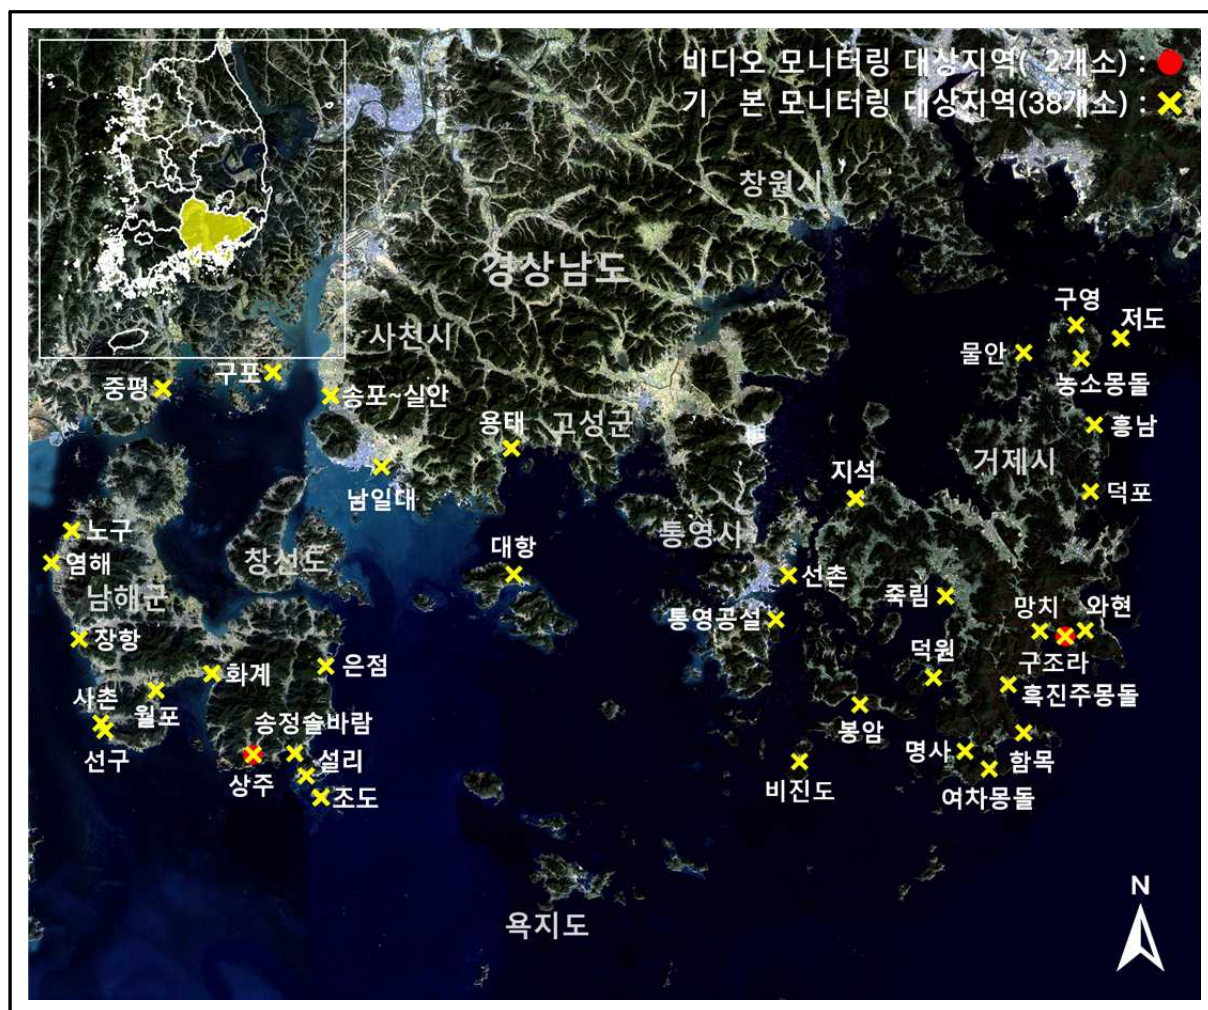 비디오 모니터링 대상지역( 2개소) :
기 본 모니터링 대상지역(38개소) :
창원시
경상남도
구영
저도
사천시
물안
구포
농소몽돌
중평
송포~실안
용태
고성군
흥남
거제시
지석
남일대
덕포
노구
통영사
대항
염해
창선도
선촌
남해군
죽림
통영공설
망치
와현
장항
덕원
은점
구조라
화계
흑진주몽돌
사촌
월포
송정솔바람
봉암
명사
함목
선구
설리
상주
비진도
여차몽돌
초도
N
욕지도